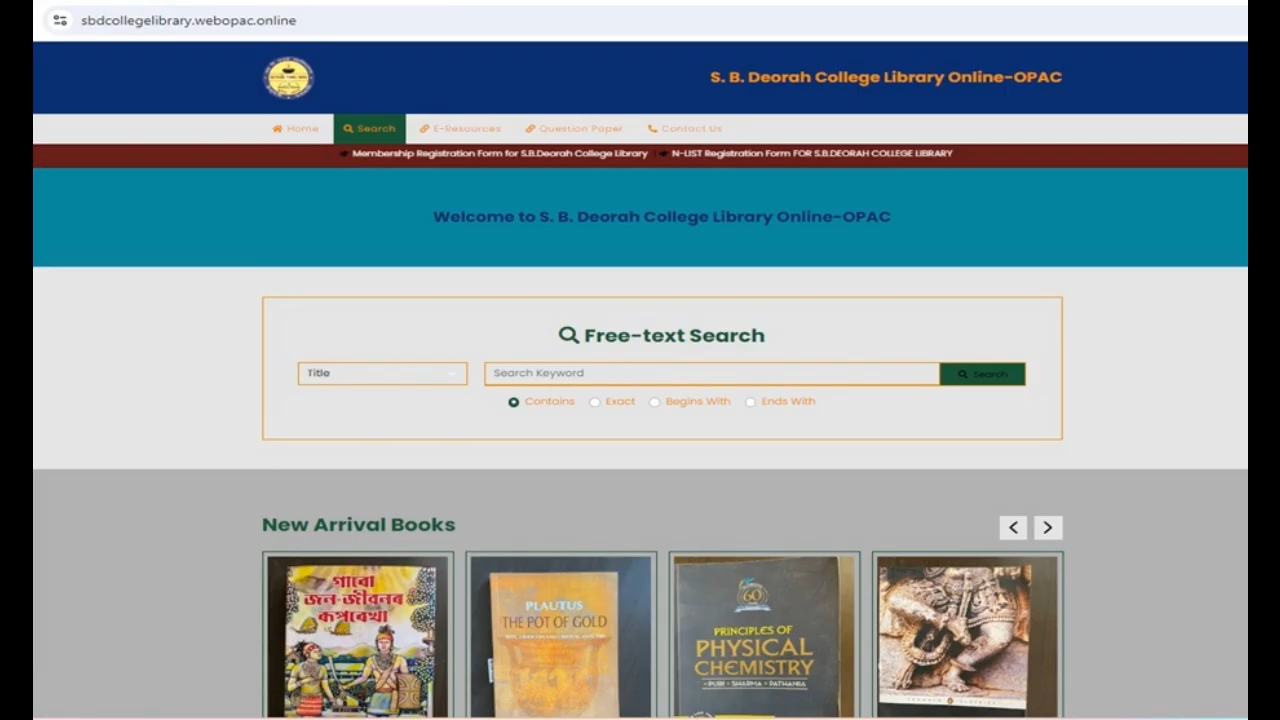 sbdcollegelibrary.webopac.online
S. B. Deorah College Library Online-OPAC
Home Search E-Resources Question Paper Contact Us
Membership Registration Form for S.B.Deorah College Library N-LIST Registration Form FOR S.B.DEORAH COLLEGE LIBRARY
Welcome to S. B. Deorah College Library Online-OPAC
Free-text Search
Title Search Keyword Search
Contains Exact Begins With Ends With
New Arrival Books
গাৰো
জন-জীৱনৰ
ৰূপৰেখা
PLAUTUS
THE POT OF GOLD
60
PRINCIPLES OF
PHYSICAL
CHEMISTRY
PURI • SHARMA • PATHANIA